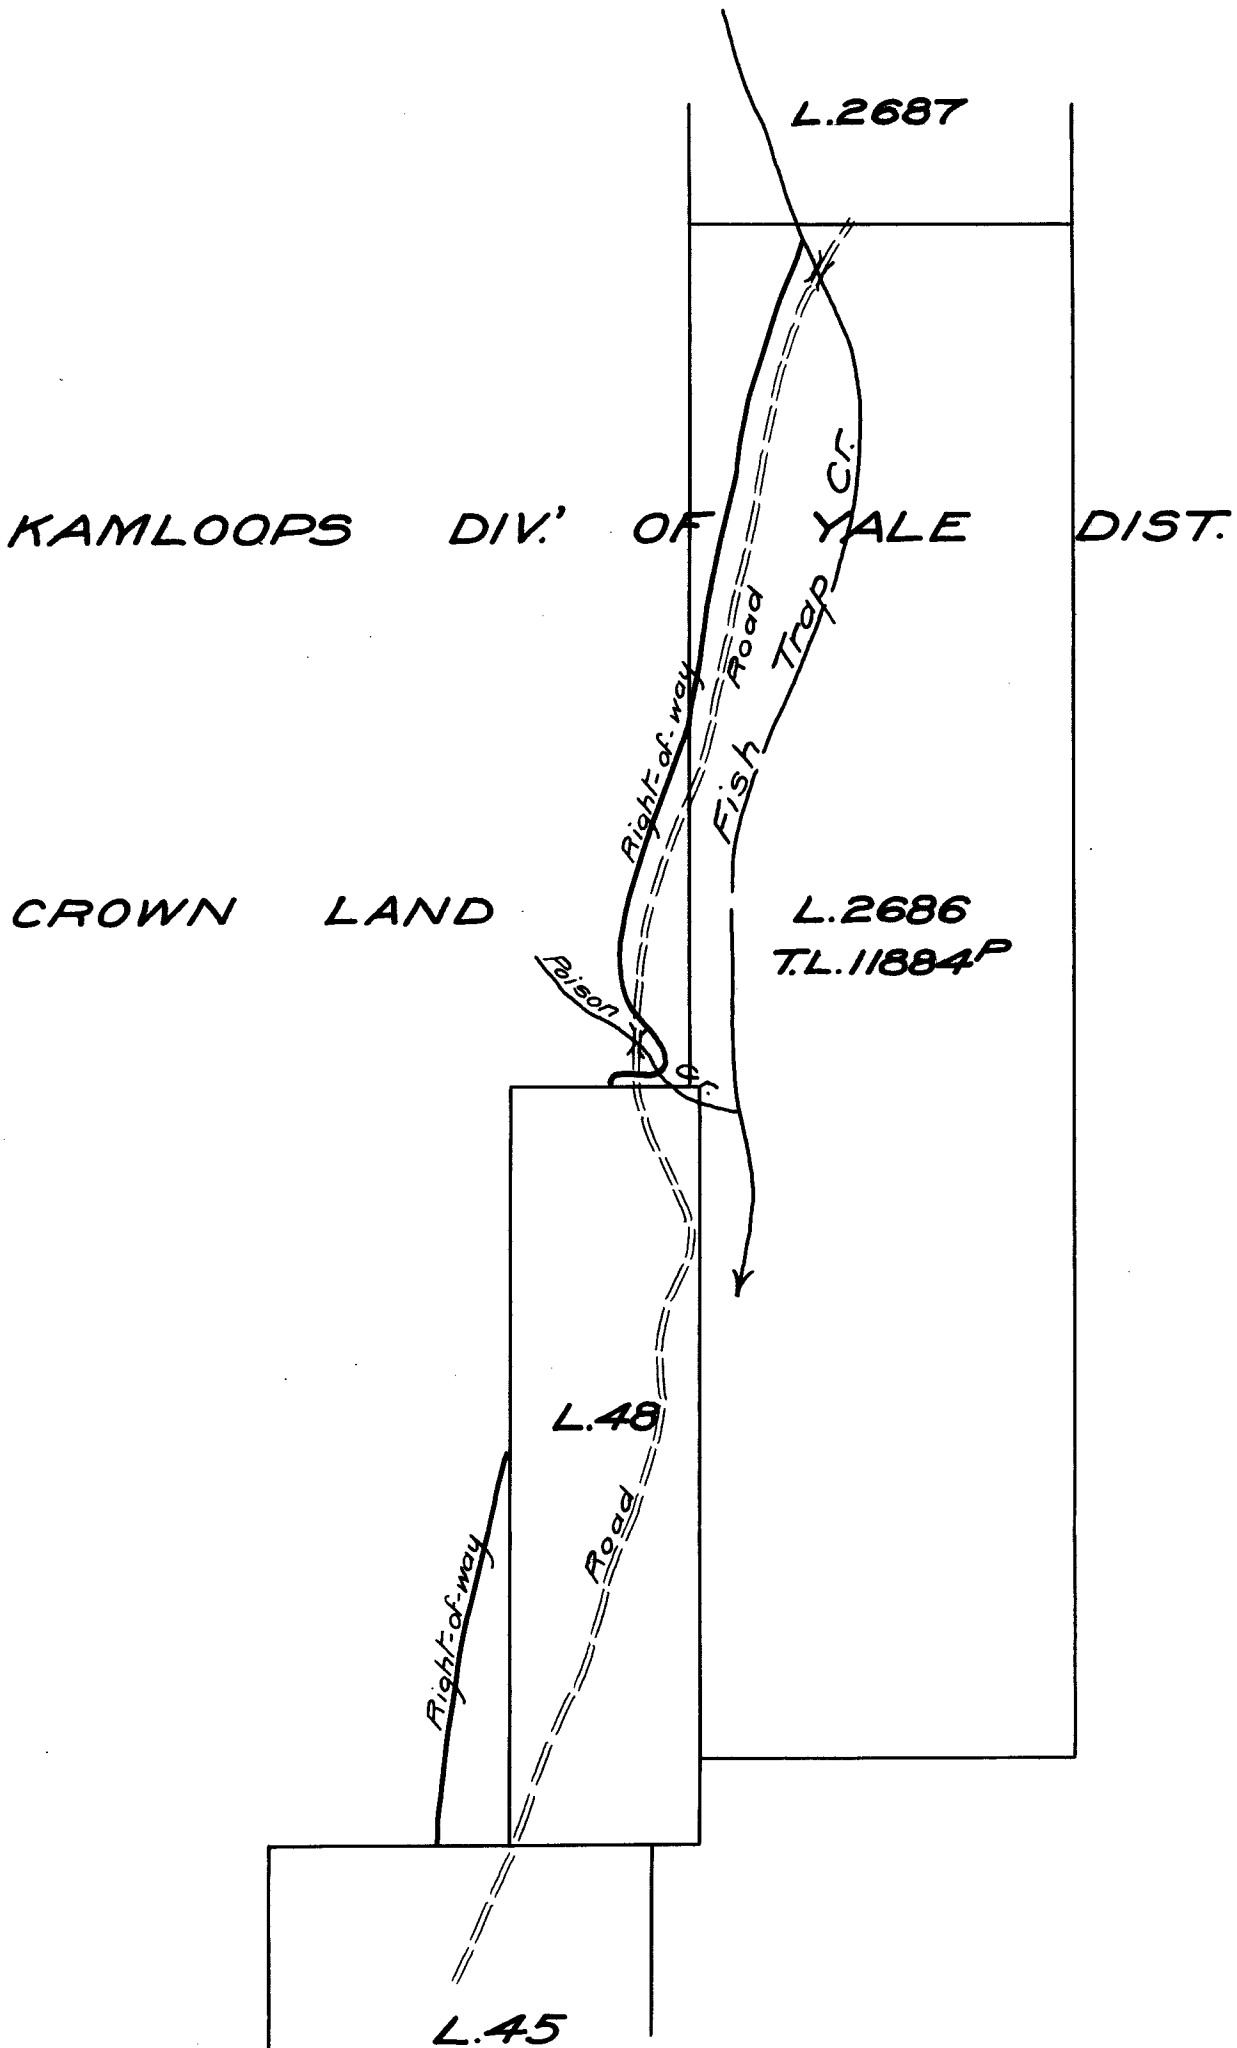 L.2687
KAMLOOPS DIV.' OF YALE DIST.
Fish Trap Cr.
Road
Right-of-way
CROWN LAND
L.2686
T.L.11884P
Poison Cr.
L.48
Road
Right-of-way
L.45